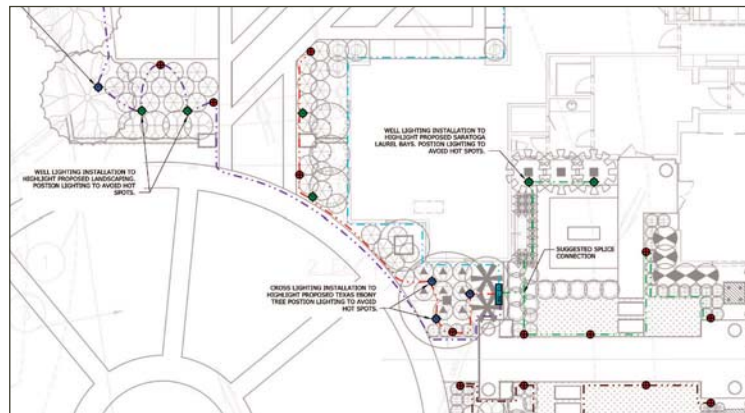 WELL LIGHTING INSTALLATION TO
HIGHLIGHT PROPOSED SARATOGA
LAUREL BAYS. POSTION LIGHTING TO
AVOID HOT SPOTS.
WELL LIGHTING INSTALLATION TO
HIGHLIGHT PROPOSED LANDSCAPING.
POSTION LIGHTING TO AVOID HOT
SPOTS.
SUGGESTED SPLICE
CONNECTION
CROSS LIGHTING INSTALLATION TO
HIGHLIGHT PROPOSED TEXAS EBONY
TREE POSTION LIGHTING TO AVOID
HOT SPOTS.